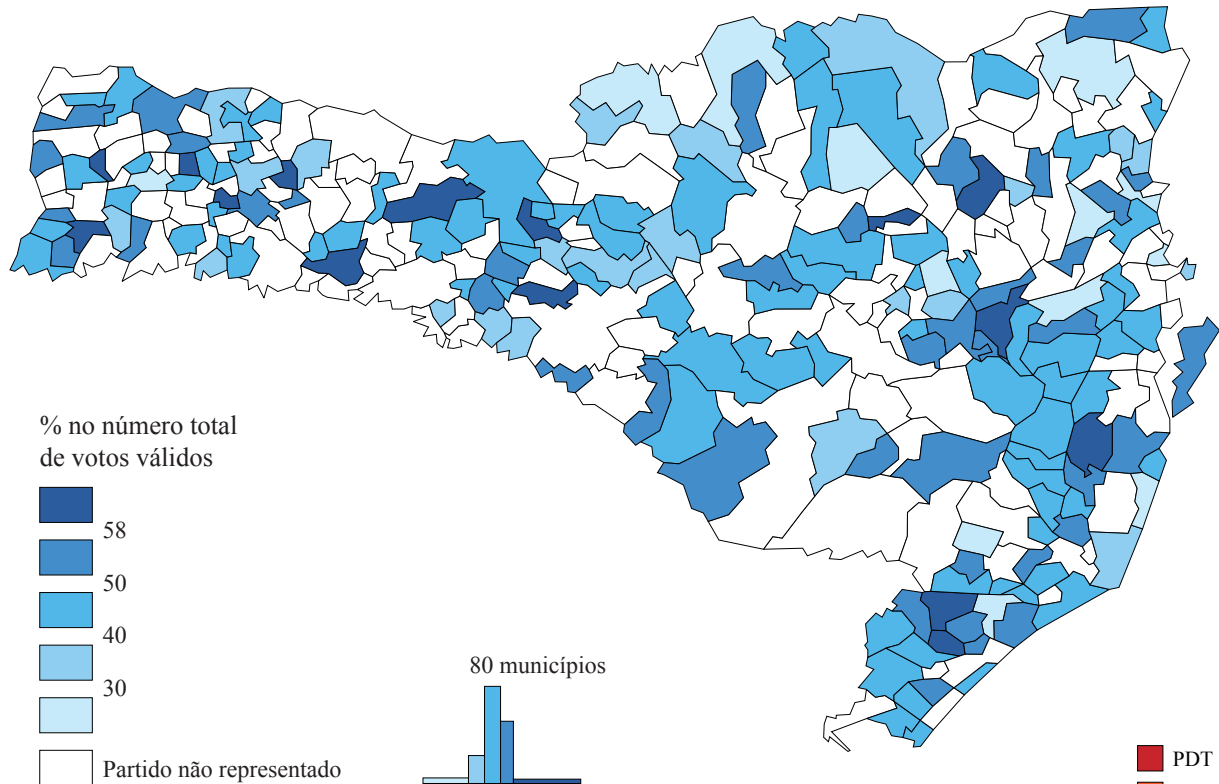 % no número total
de votos válidos
58
50
40
30
Partido não representado
80 municípios
PDT